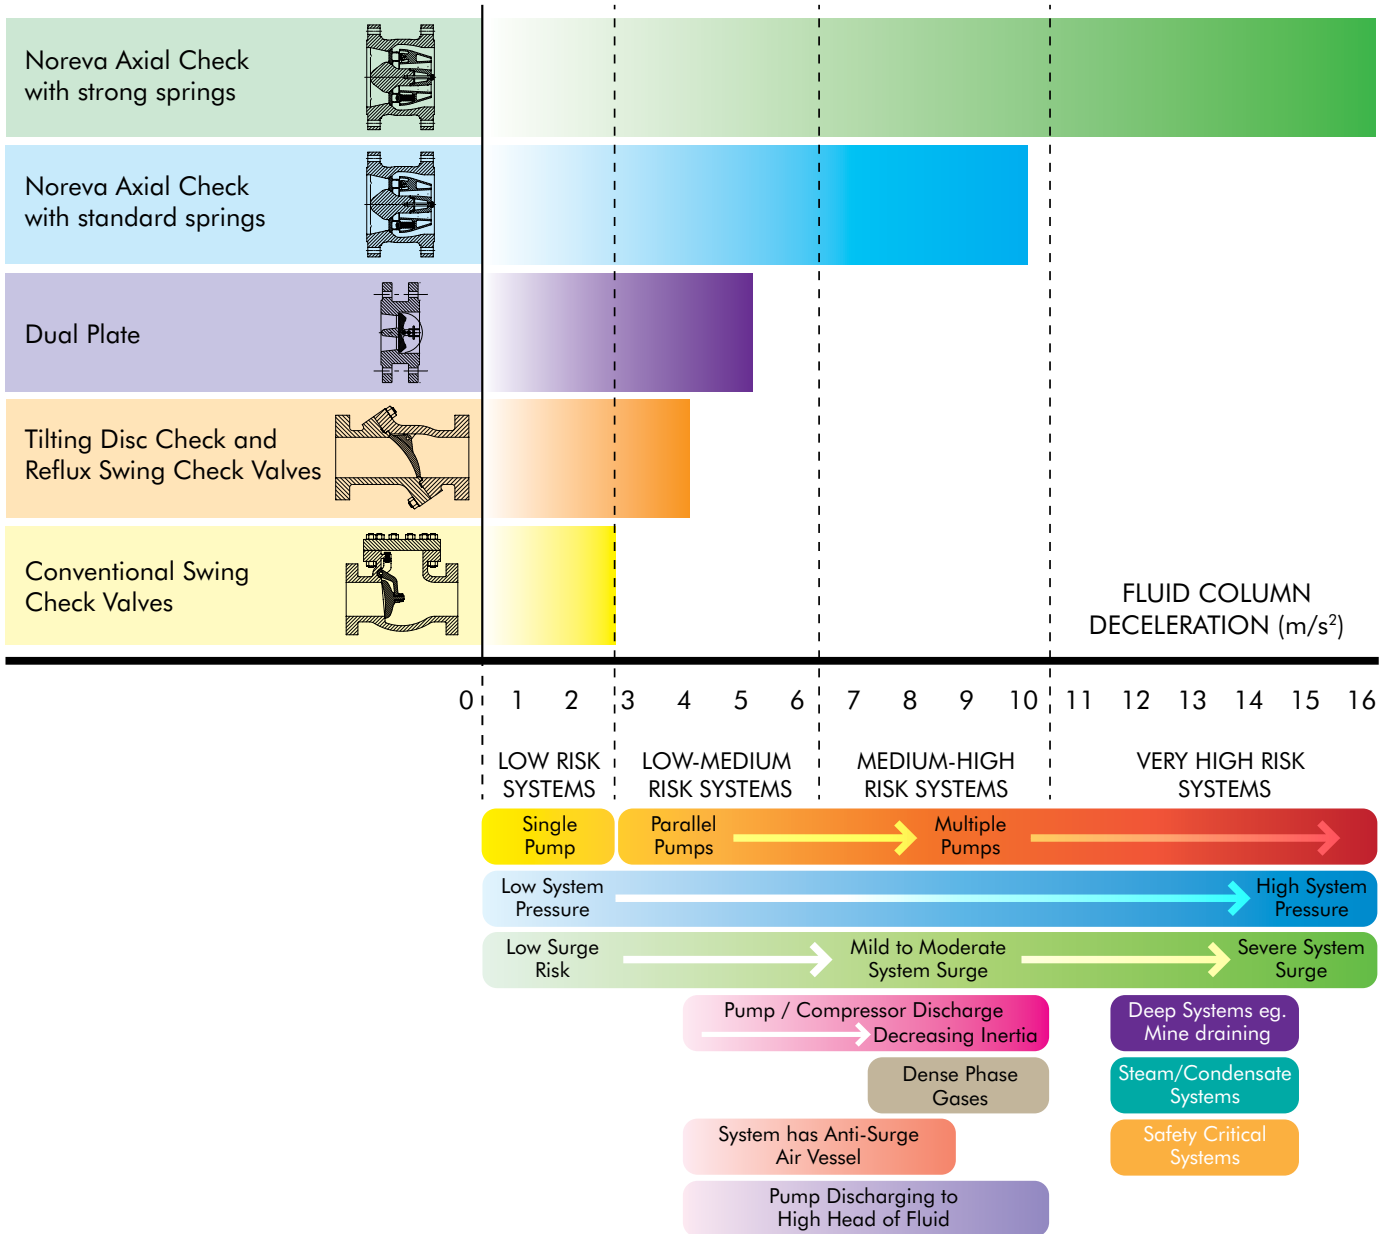 Noreva Axial Check
with strong springs
Noreva Axial Check
with standard springs
Dual Plate
Tilting Disc Check and
Reflux Swing Check Valves
Conventional Swing
Check Valves
FLUID COLUMN
DECELERATION (m/s²)
0 1 2 3 4 5 6 7 8 9 10 11 12 13 14 15 16
LOW RISK
SYSTEMS
LOW-MEDIUM
RISK SYSTEMS
MEDIUM-HIGH
RISK SYSTEMS
VERY HIGH RISK
SYSTEMS
Single
Pump
Parallel
Pumps
Multiple
Pumps
Low System
Pressure
High System
Pressure
Low Surge
Risk
Mild to Moderate
System Surge
Severe System
Surge
Pump / Compressor Discharge
Decreasing Inertia
Deep Systems eg.
Mine draining
Dense Phase
Gases
Steam/Condensate
Systems
System has Anti-Surge
Air Vessel
Safety Critical
Systems
Pump Discharging to
High Head of Fluid